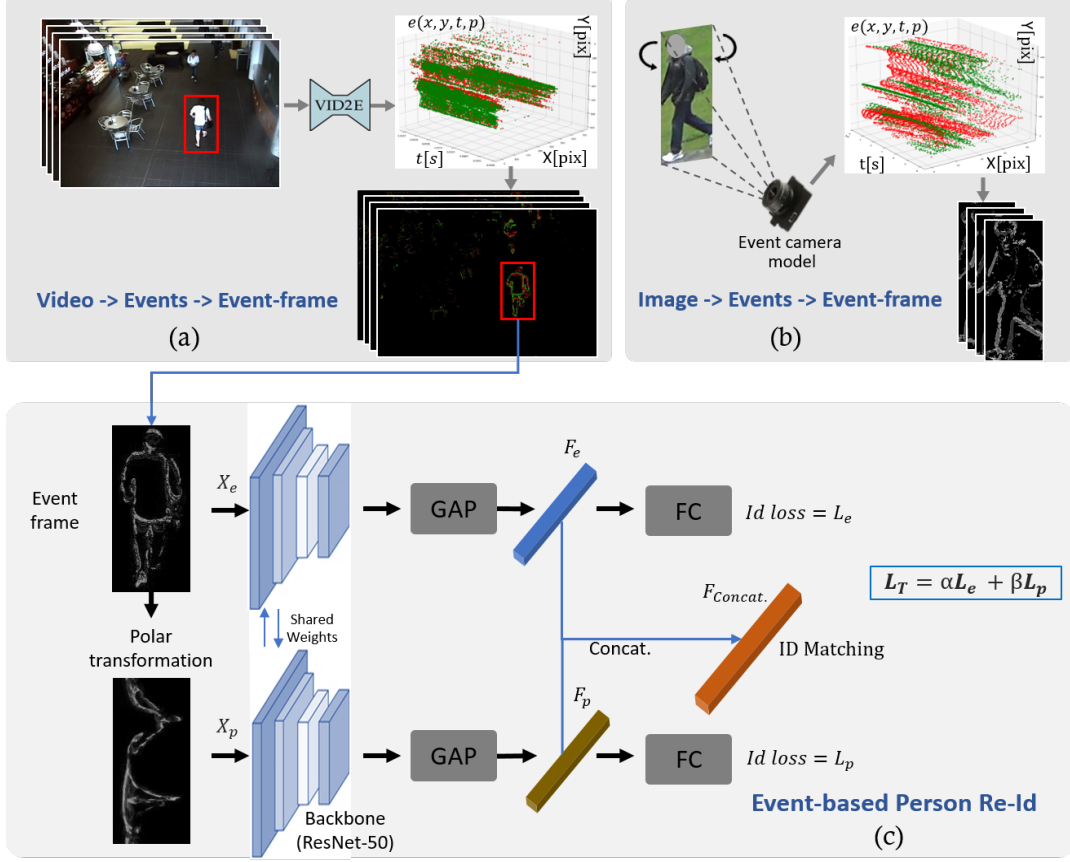 VID2E
e(x, y, t, p)
Y[pix]
t[s]
X[pix]
Video -> Events -> Event-frame
(a)
e(x, y, t, p)
Y[pix]
t[s]
X[pix]
Event camera
model
Image -> Events -> Event-frame
(b)
Event
frame
X_e
GAP
F_e
FC
Id loss = L_e
L_T = αL_e + βL_p
Shared
Weights
Polar
transformation
F_Concat.
Concat.
ID Matching
X_p
GAP
F_p
FC
Id loss = L_p
Backbone
(ResNet-50)
Event-based Person Re-Id
(c)